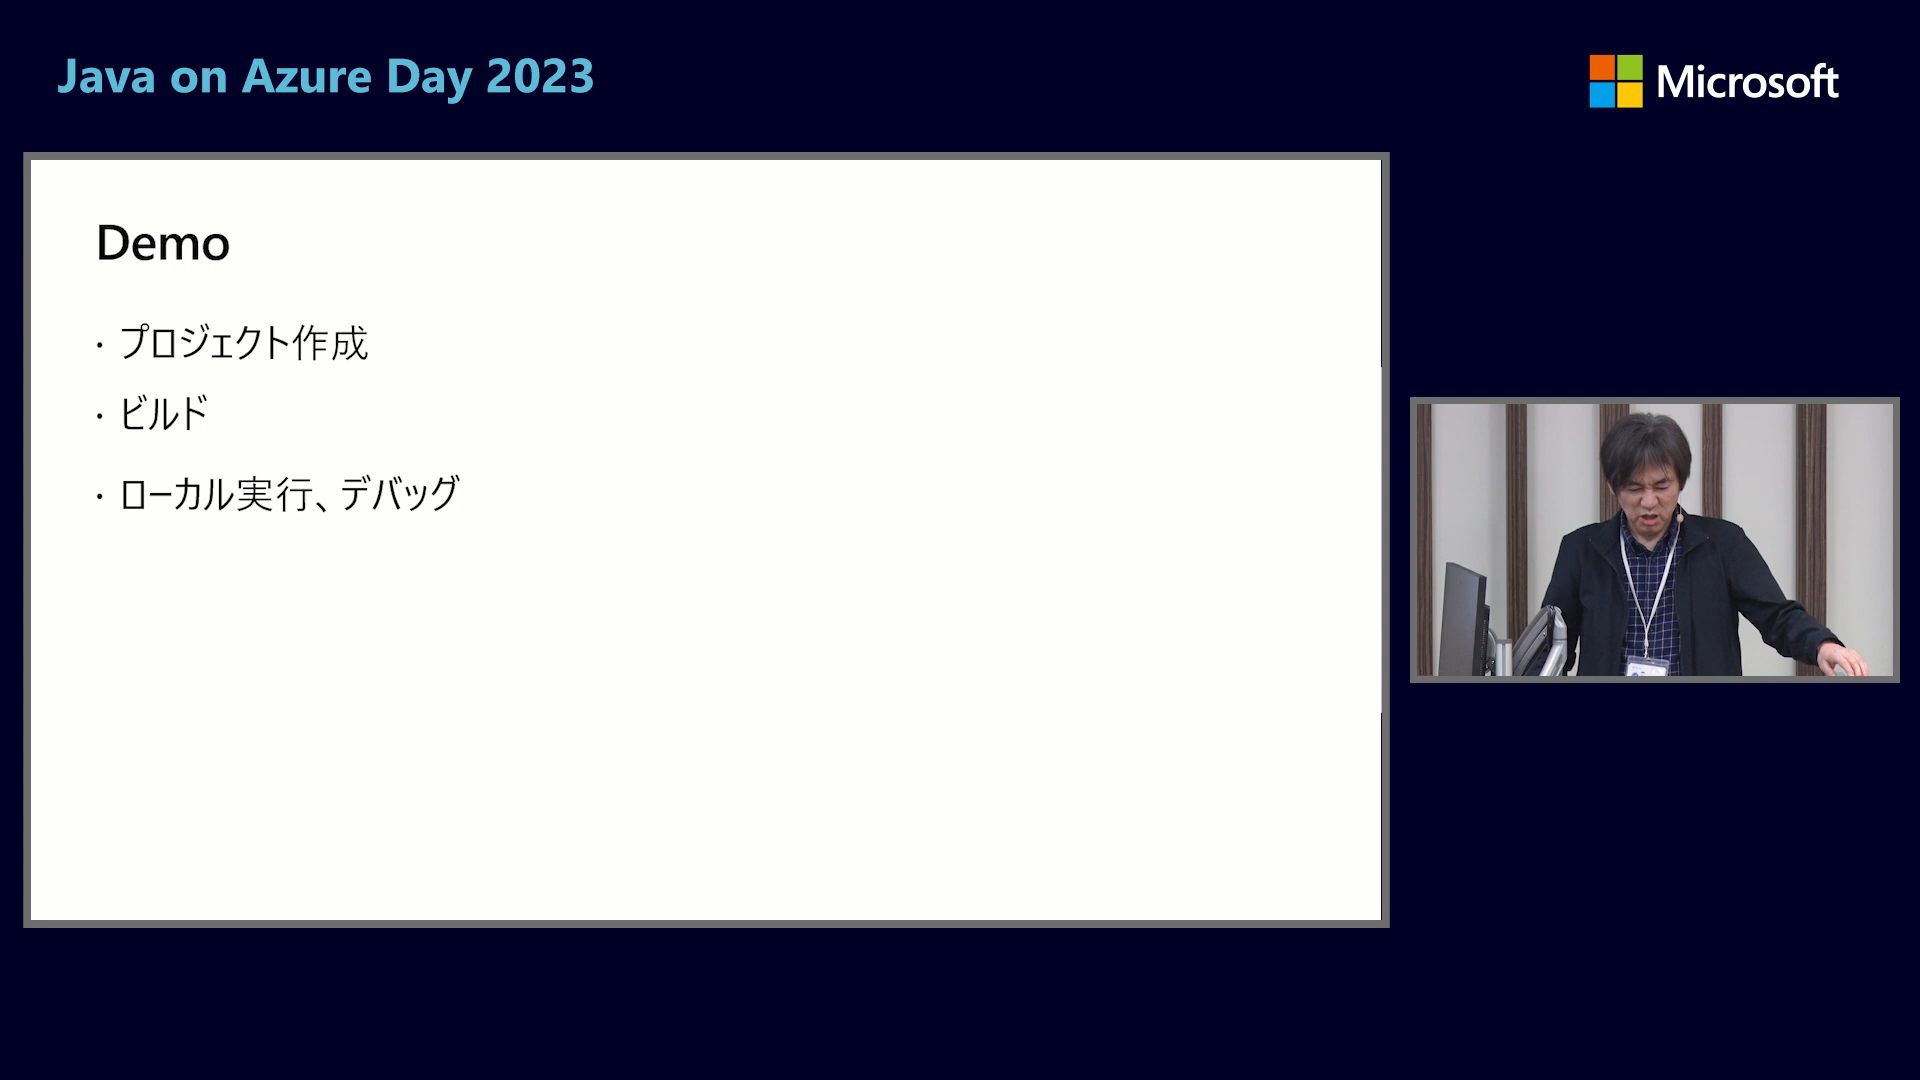 Java on Azure Day 2023
Microsoft
Demo
・プロジェクト作成
・ビルド
・ローカル実行、デバッグ